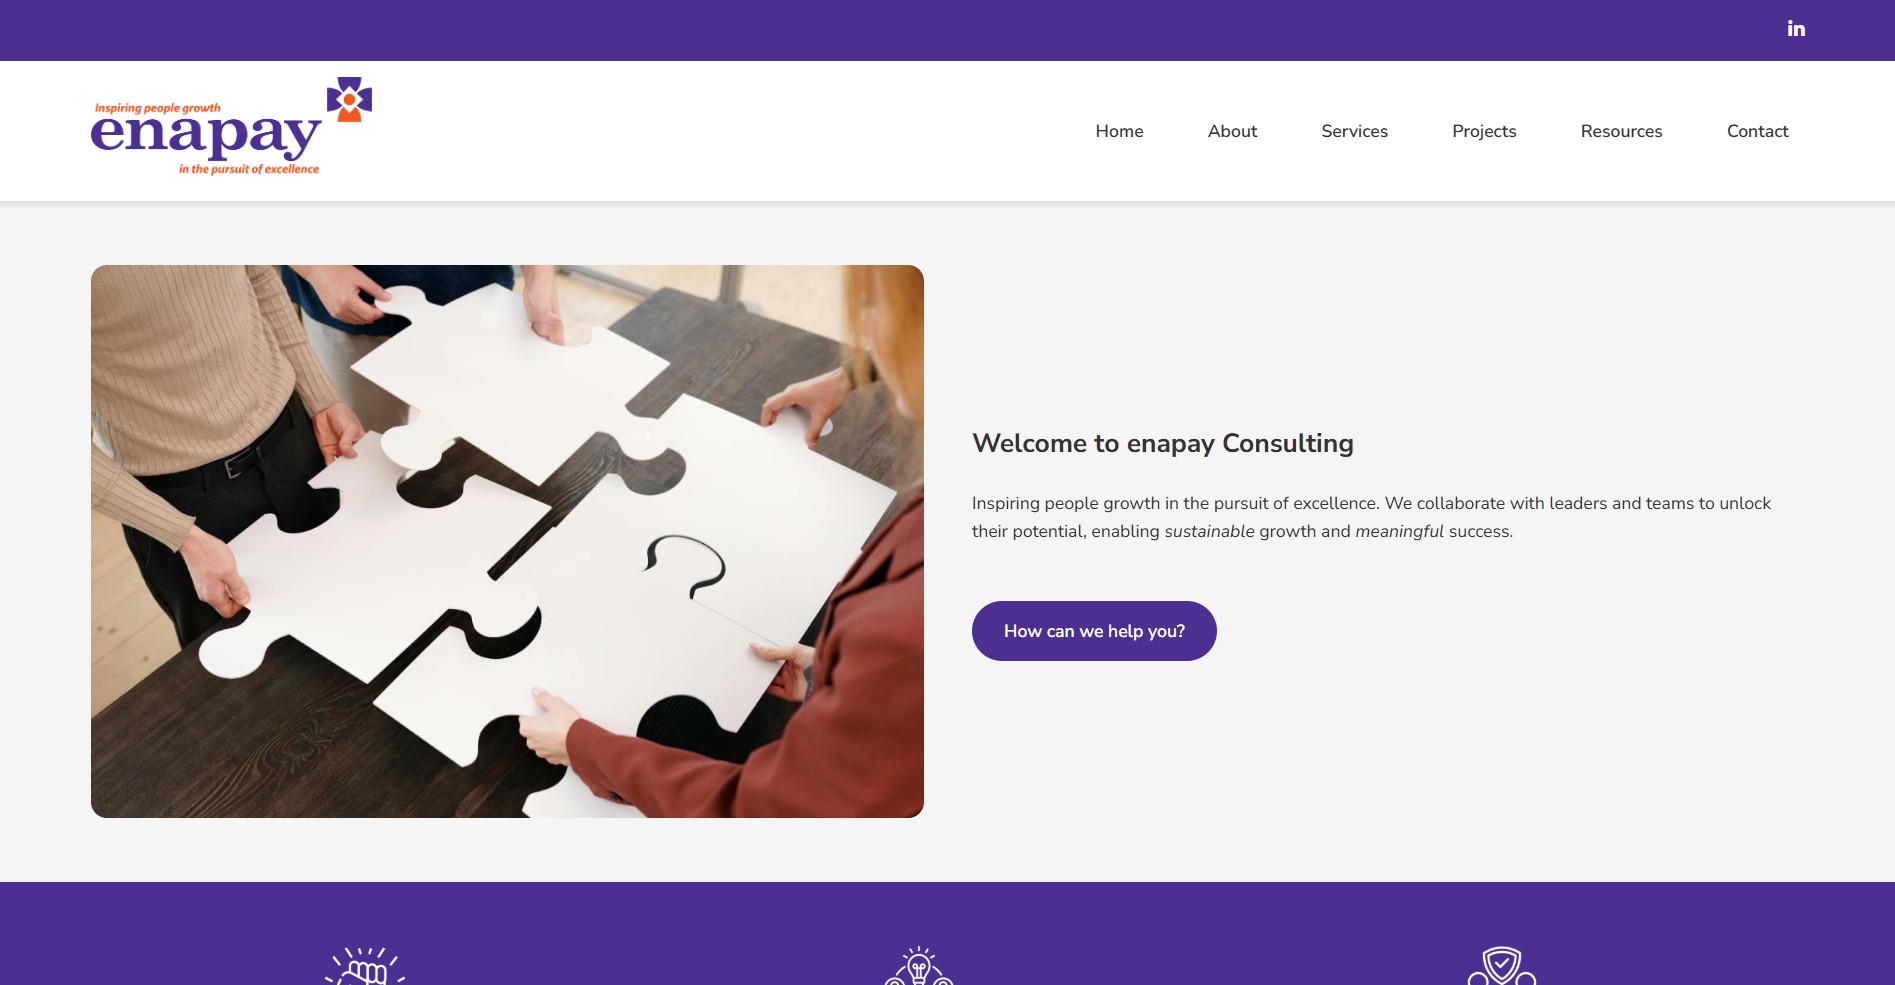 in
Inspiring people growth
enapay
in the pursuit of excellence
Home About Services Projects Resources Contact
Welcome to enapay Consulting
Inspiring people growth in the pursuit of excellence. We collaborate with leaders and teams to unlock
their potential, enabling sustainable growth and meaningful success.
How can we help you?